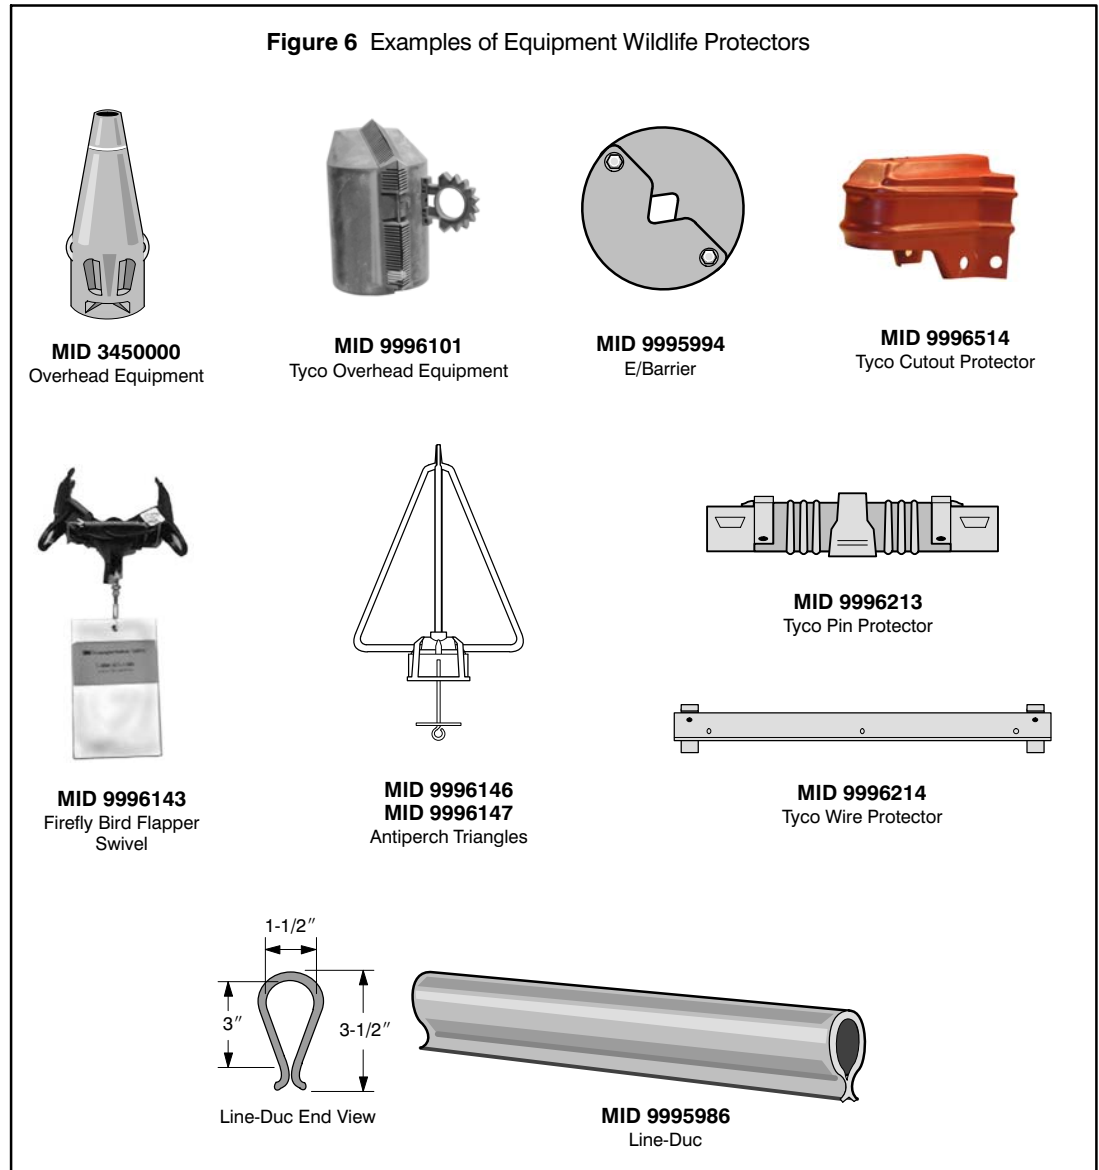 Figure 6 Examples of Equipment Wildlife Protectors
MID 3450000
Overhead Equipment
MID 9996101
Tyco Overhead Equipment
MID 9995994
E/Barrier
MID 9996514
Tyco Cutout Protector
MID 9996143
Firefly Bird Flapper
Swivel
MID 9996146
MID 9996147
Antiperch Triangles
MID 9996213
Tyco Pin Protector
MID 9996214
Tyco Wire Protector
1-1/2″
3″
3-1/2″
Line-Duc End View
MID 9995986
Line-Duc